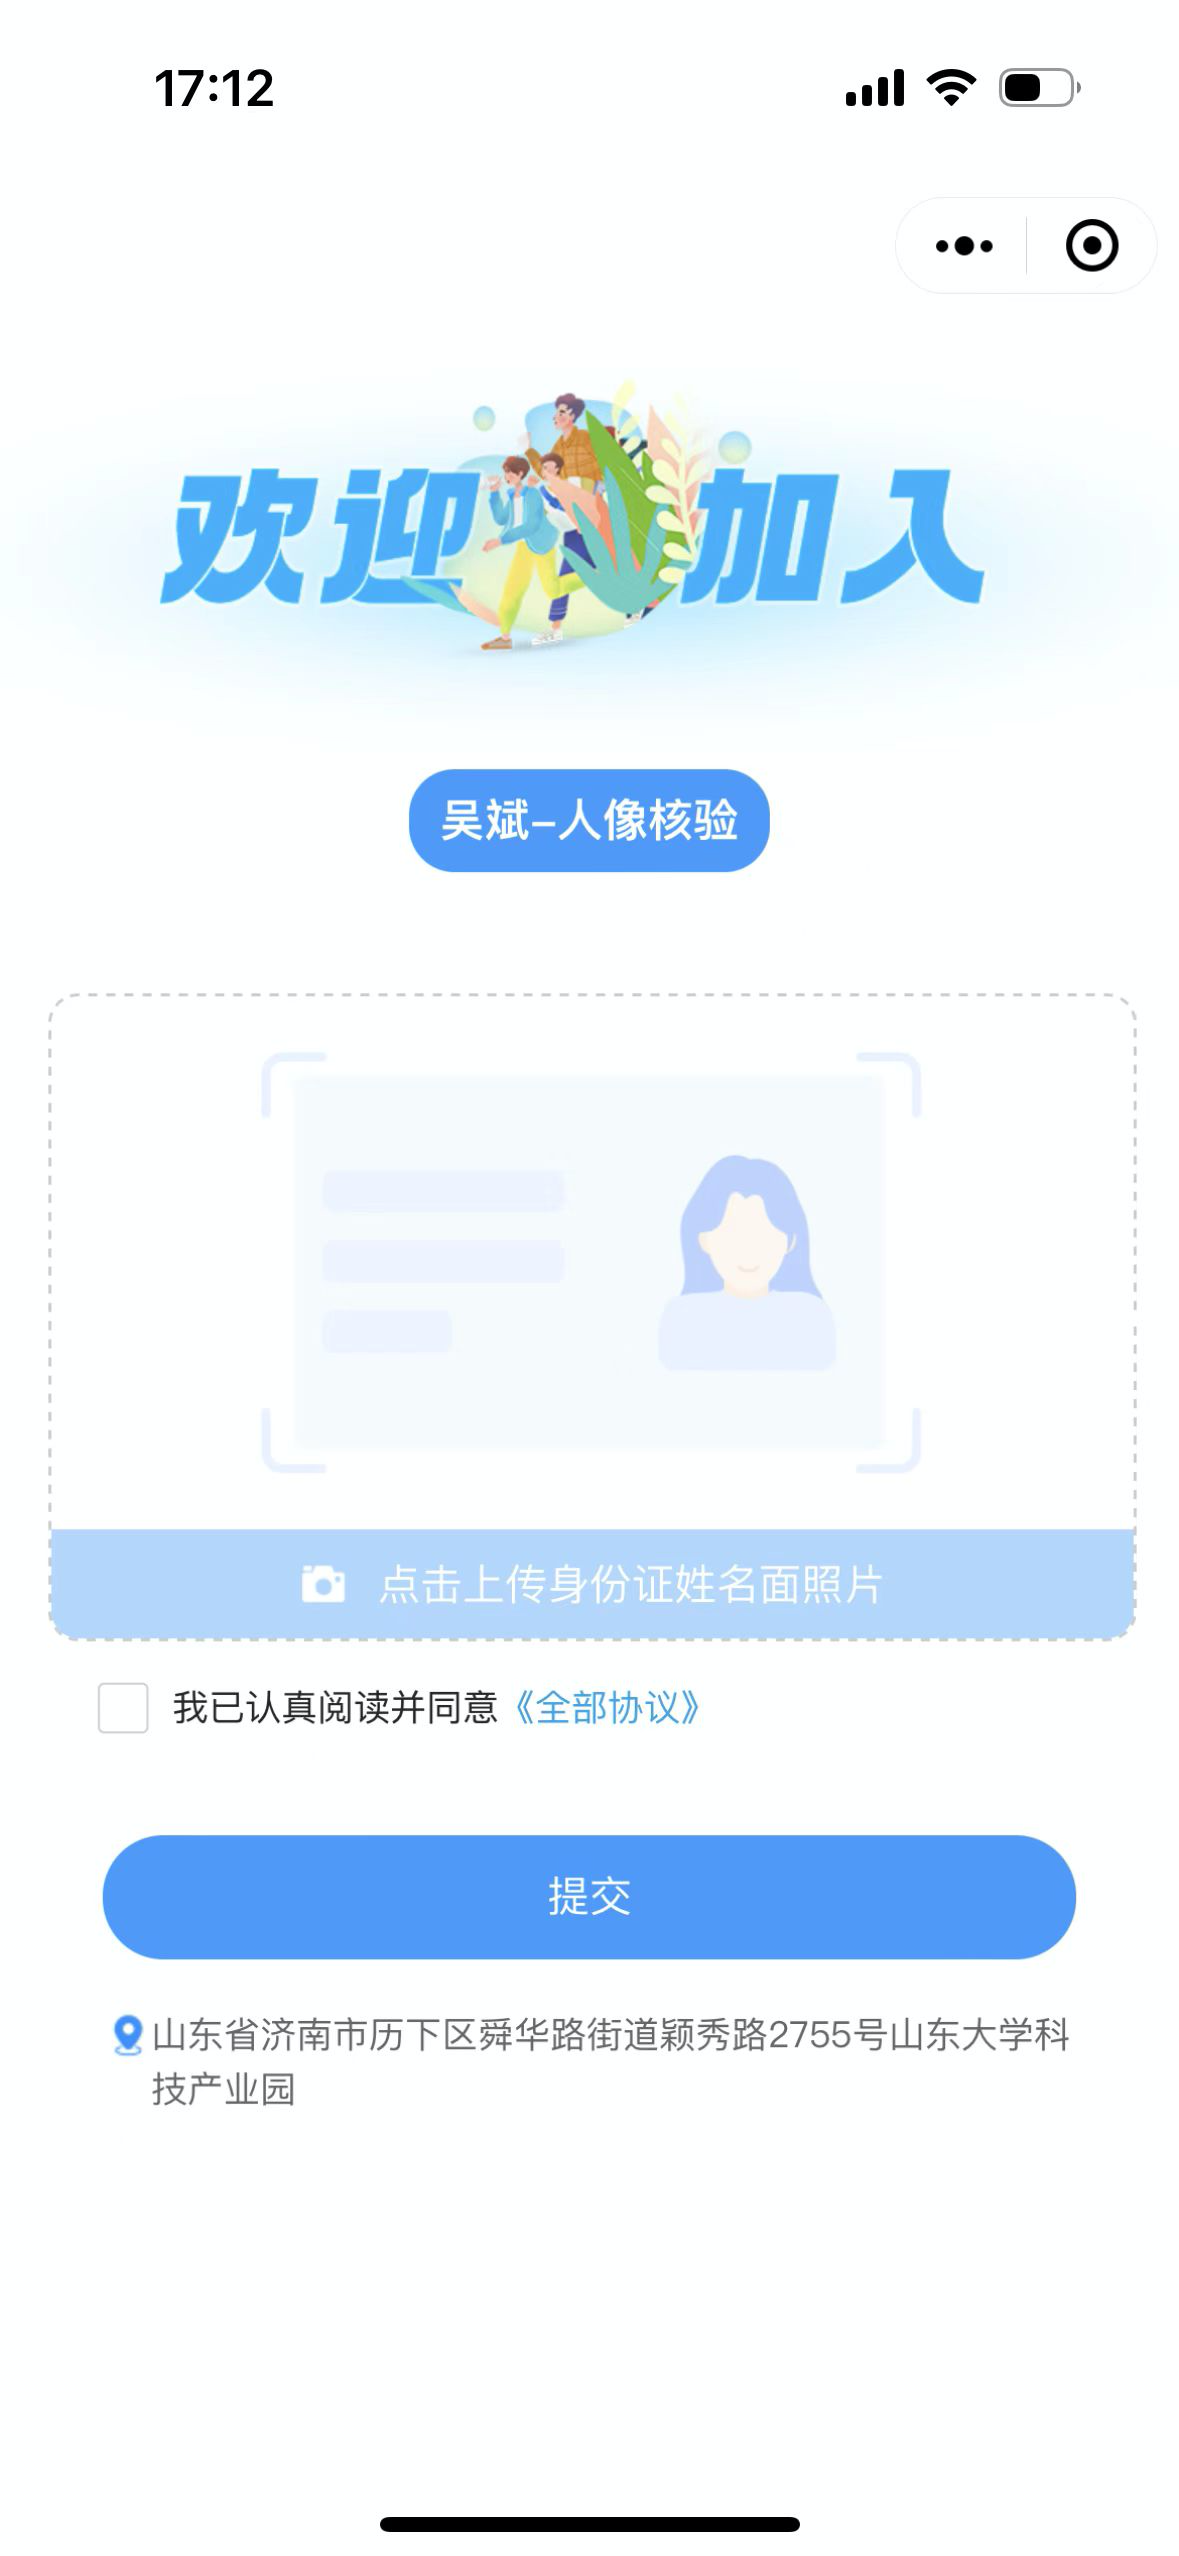 17:12
欢迎加入
吴斌-人像核验
点击上传身份证姓名面照片
我已认真阅读并同意《全部协议》
提交
山东省济南市历下区舜华路街道颖秀路2755号山东大学科
技产业园